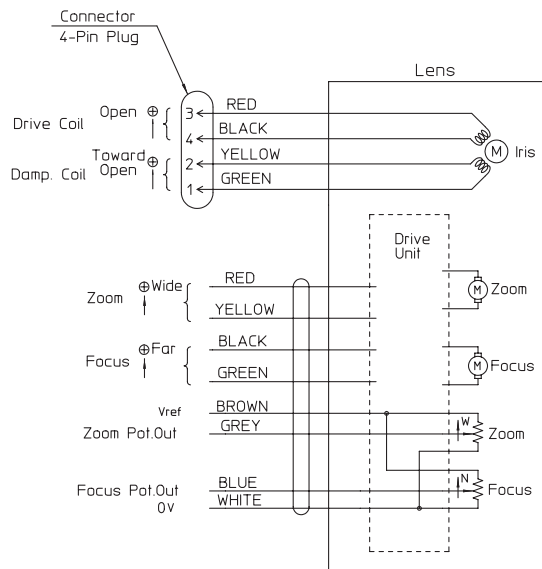 Connector
4-Pin Plug
Lens
Drive Coil
Open ⊕
3
RED
4
BLACK
Toward
Open ⊕
Damp. Coil
2
YELLOW
1
GREEN
M
Iris
Drive
Unit
Zoom
⊕Wide
RED
YELLOW
M
Zoom
Focus
⊕Far
BLACK
GREEN
M
Focus
Vref
BROWN
Zoom Pot.Out
GREY
W
Zoom
Focus Pot.Out
BLUE
N
Focus
0V
WHITE